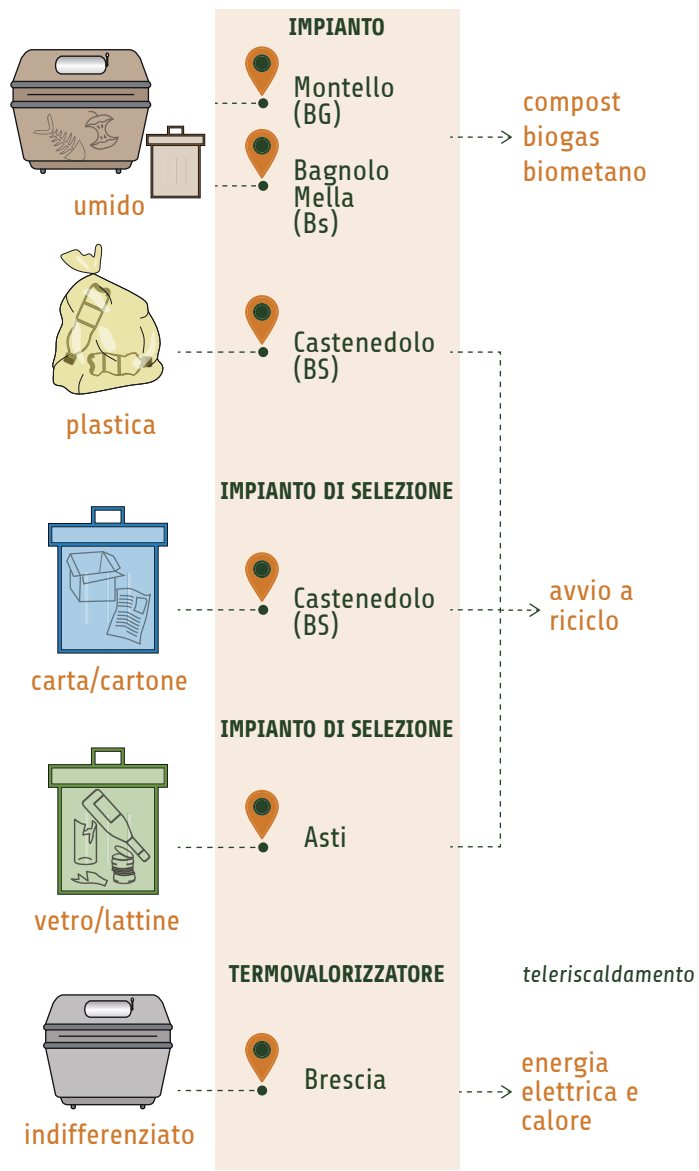 IMPIANTO
Montello
(BG)
Bagnolo
Mella
(Bs)
umido
compost
biogas
biometano
Castenedolo
(BS)
plastica
IMPIANTO DI SELEZIONE
Castenedolo
(BS)
carta/cartone
avvio a
riciclo
IMPIANTO DI SELEZIONE
Asti
vetro/lattine
TERMOVALORIZZATORE
teleriscaldamento
Brescia
indifferenziato
energia
elettrica e
calore